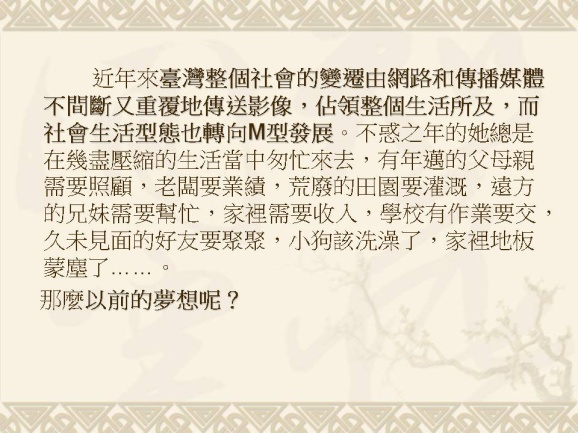 近年來臺灣整個社會的變遷由網路和傳播媒體
不間斷又重覆地傳送影像，佔領整個生活所及，而
社會生活型態也轉向M型發展。不惑之年的她總是
在幾盡壓縮的生活當中匆忙來去，有年邁的父母親
需要照顧，老闆要業績，荒廢的田園要灌溉，遠方
的兄姝需要幫忙，家裡需要收入，學校有作業要交，
久未見面的好友要聚聚，小狗該洗澡了，家裡地板
蒙塵了……。
那麼以前的夢想呢？